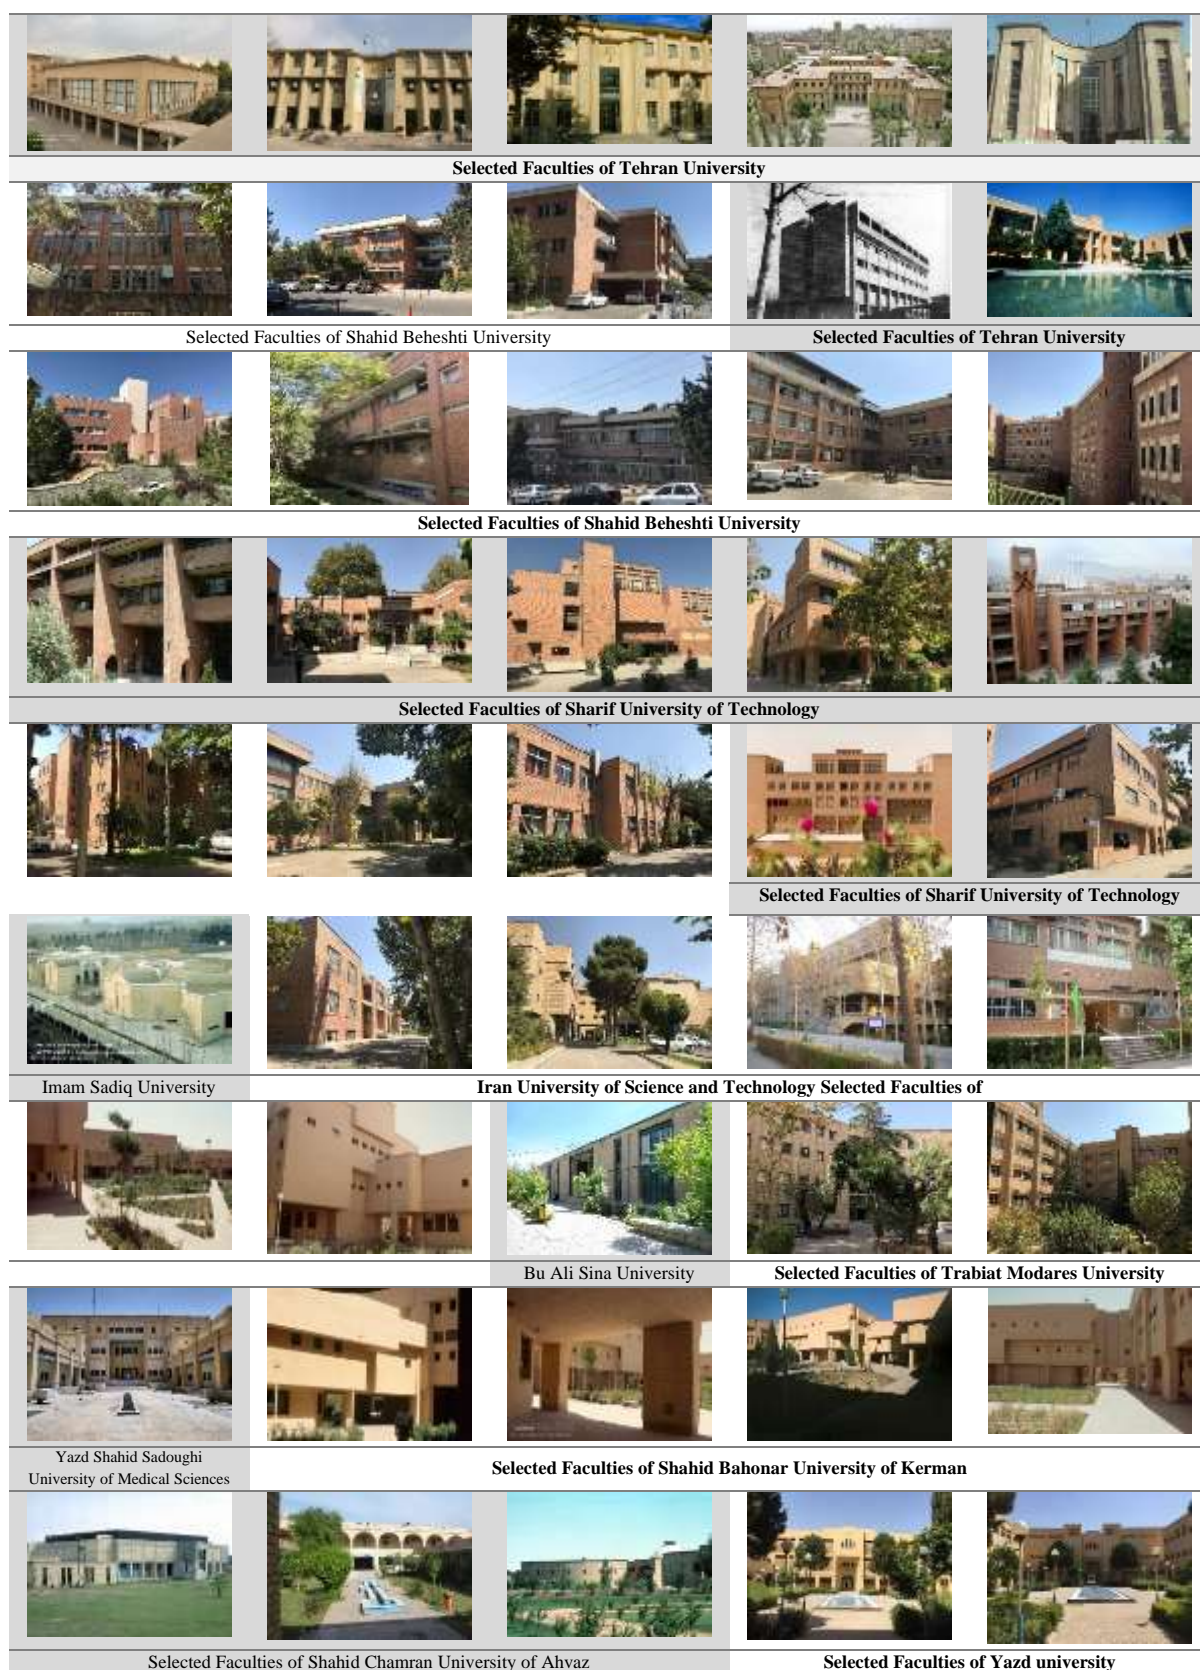 Selected Faculties of Tehran University
Selected Faculties of Shahid Beheshti University
Selected Faculties of Tehran University
Selected Faculties of Shahid Beheshti University
Selected Faculties of Sharif University of Technology
Selected Faculties of Sharif University of Technology
Imam Sadiq University
Iran University of Science and Technology Selected Faculties of
Bu Ali Sina University
Selected Faculties of Trabiat Modares University
Yazd Shahid Sadoughi
University of Medical Sciences
Selected Faculties of Shahid Bahonar University of Kerman
Selected Faculties of Shahid Chamran University of Ahvaz
Selected Faculties of Yazd university